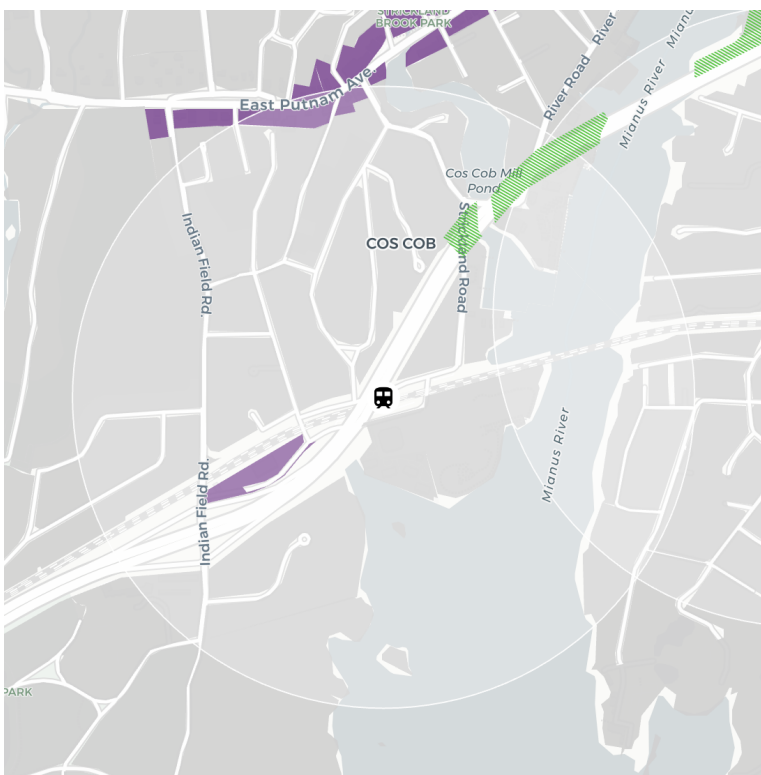 STRICKLAND
BROOK PARK
River
Mianu
River Road
East Putnam Ave.
Mianus River
Cos Cob Mill
Pond
Indian Field Rd.
COS COB
Strickland Road
Mianus River
Indian Field Rd.
PARK